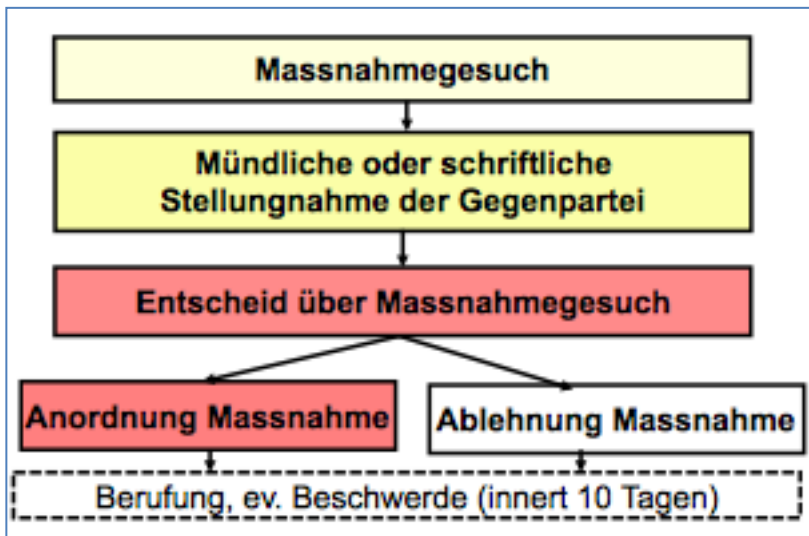 Massnahmegesuch
Mündliche oder schriftliche
Stellungnahme der Gegenpartei
Entscheid über Massnahmegesuch
Anordnung Massnahme
Ablehnung Massnahme
Berufung, ev. Beschwerde (innert 10 Tagen)